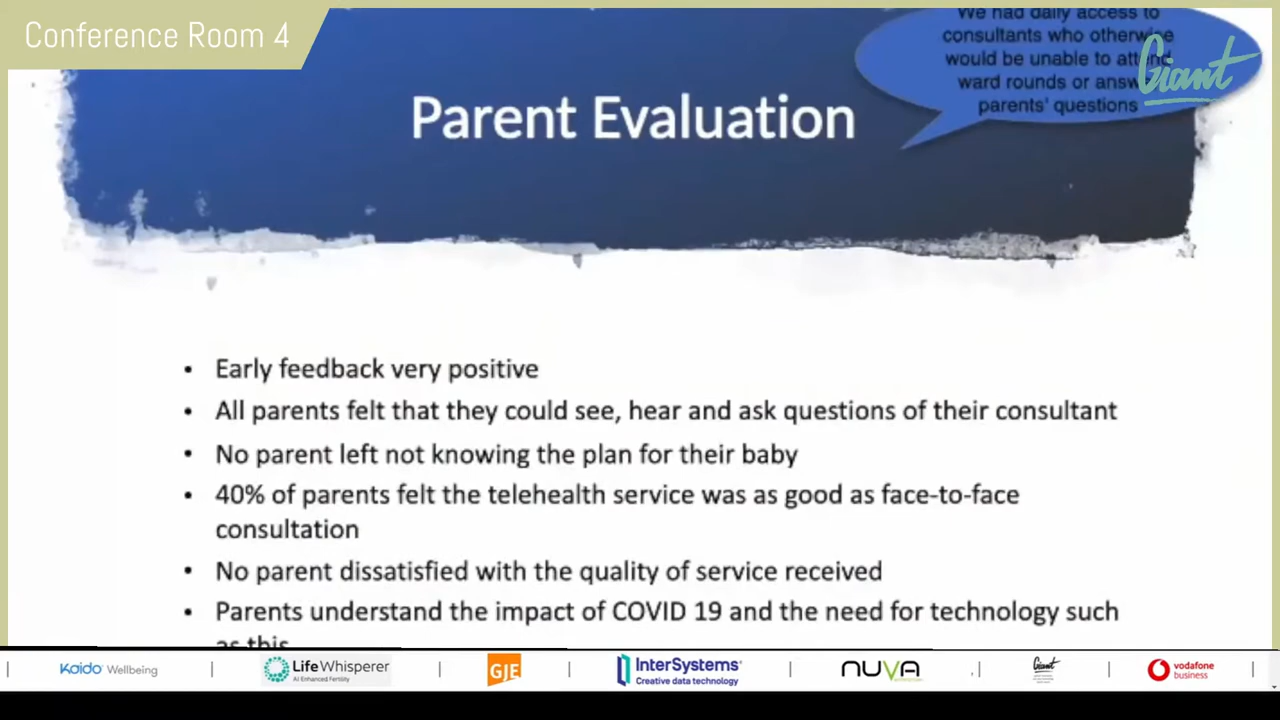 Conference Room 4
We had daily access to
consultants who otherwise
would be unable to attend
ward rounds or answ
parents' questions
Giant
Parent Evaluation
• Early feedback very positive
• All parents felt that they could see, hear and ask questions of their consultant
• No parent left not knowing the plan for their baby
• 40% of parents felt the telehealth service was as good as face-to-face
consultation
• No parent dissatisfied with the quality of service received
• Parents understand the impact of COVID 19 and the need for technology such
as this
Kaido Wellbeing
LifeWhisperer
AI Enhanced Fertility
GJE
InterSystems
Creative data technology
NUVA
Giant
vodafone
business